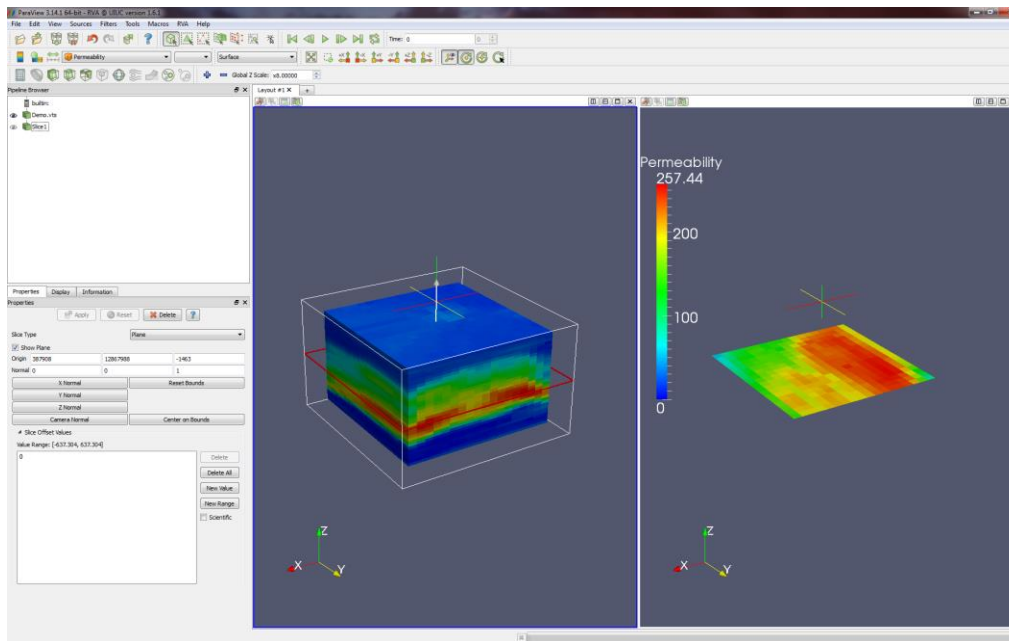 ParaView 3.14.1 64-bit - RVA @ UIUC version 1.6.1
File Edit View Sources Filters Tools Macros RVA Help
Time: 0 0
Permeability Surface
Global Z Scale: x8.00000
Pipeline Browser
builtin:
Demo.vts
Slice1
Layout #1
Properties Display Information
Properties
Apply Reset Delete ?
Slice Type Plane
Show Plane
Origin 387908 12867988 -1463
Normal 0 0 1
X Normal Reset Bounds
Y Normal
Z Normal
Camera Normal Center on Bounds
Slice Offset Values
Value Range: [-637.304, 637.304]
0
Delete
Delete All
New Value
New Range
Scientific
Z
X
Y
Permeability
257.44
200
100
0
Z
X
Y